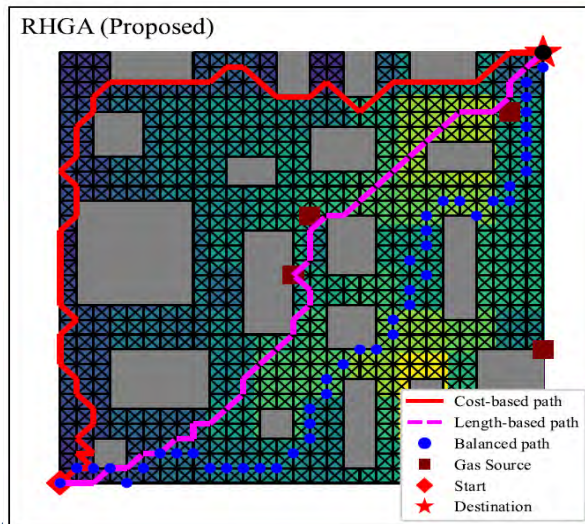 RHGA (Proposed)
Cost-based path
Length-based path
Balanced path
Gas Source
Start
Destination